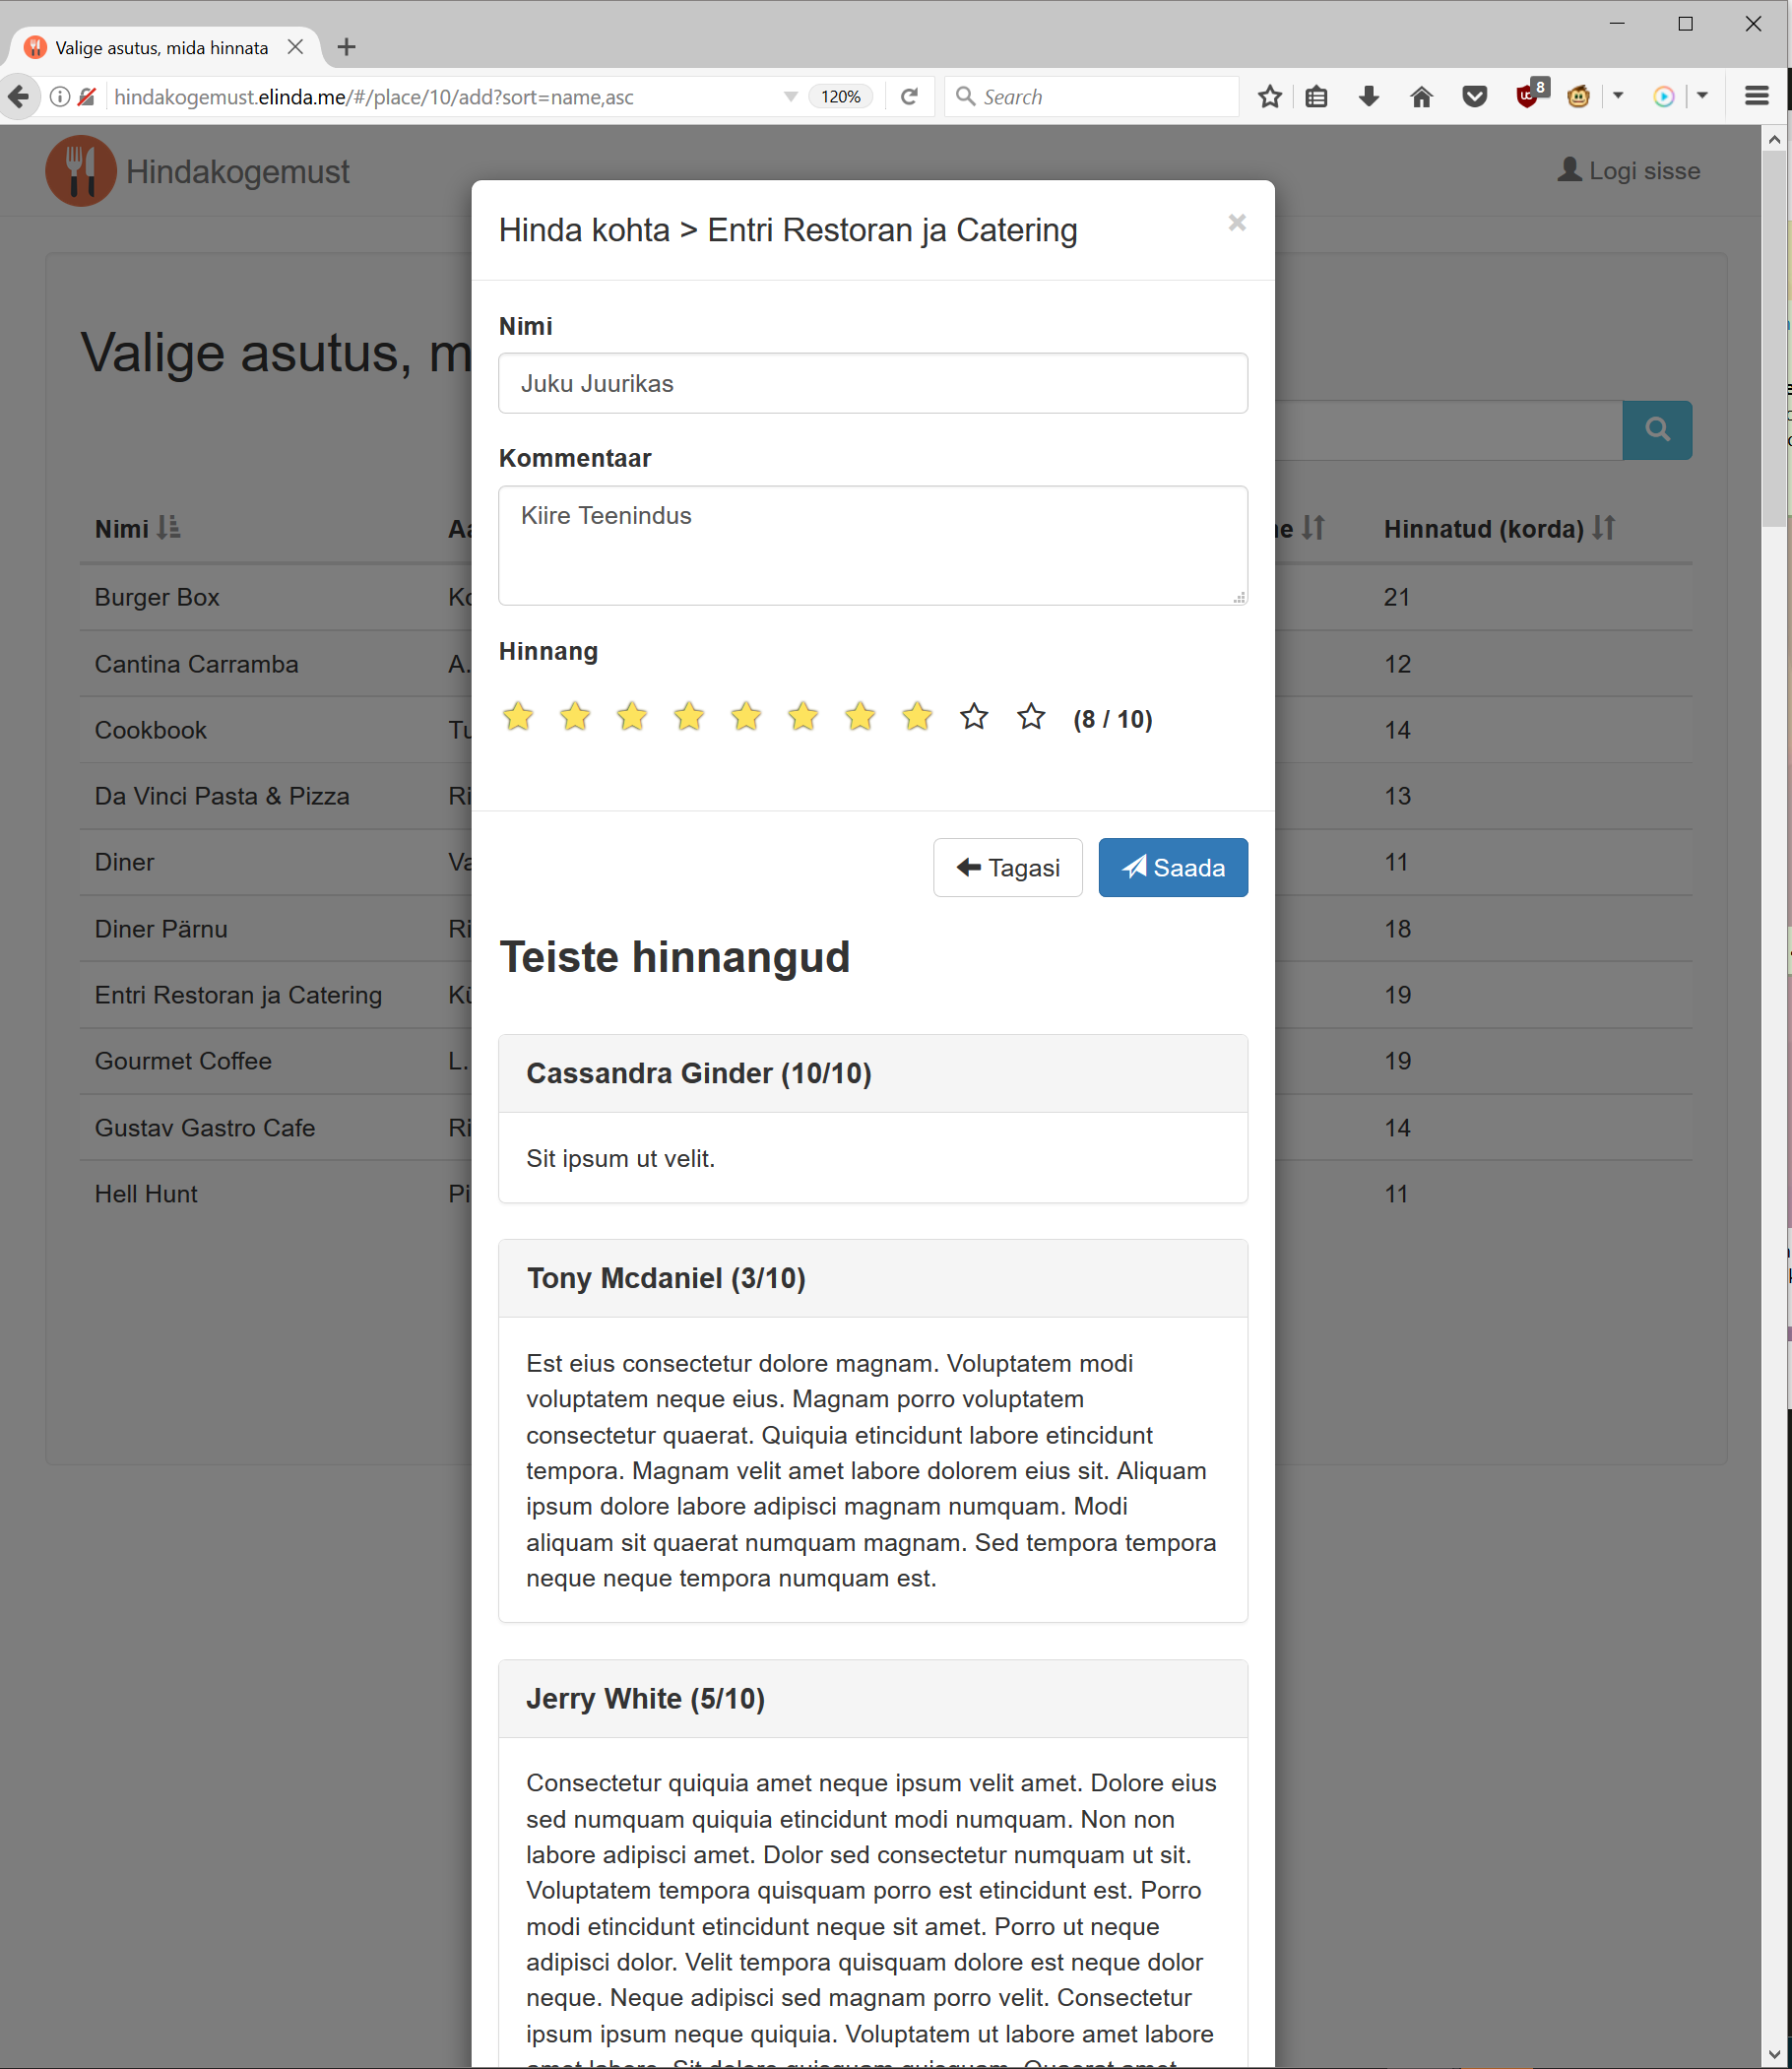 Valige asutus, mida hinnata
hindakogemust.elinda.me/#/place/10/add?sort=name,asc
120%
Search
8
Hindakogemust
Logi sisse
Hinda kohta > Entri Restoran ja Catering
×
Valige asutus, m
Nimi
Juku Juurikas
Kommentaar
Kiire Teenindus
Hinnang
(8 / 10)
Tagasi
Saada
Teiste hinnangud
Cassandra Ginder (10/10)
Sit ipsum ut velit.
Tony Mcdaniel (3/10)
Est eius consectetur dolore magnam. Voluptatem modi
voluptatem neque eius. Magnam porro voluptatem
consectetur quaerat. Quiquia etincidunt labore etincidunt
tempora. Magnam velit amet labore dolorem eius sit. Aliquam
ipsum dolore labore adipisci magnam numquam. Modi
aliquam sit quaerat numquam magnam. Sed tempora tempora
neque neque tempora numquam est.
Jerry White (5/10)
Consectetur quiquia amet neque ipsum velit amet. Dolore eius
sed numquam quiquia etincidunt modi numquam. Non non
labore adipisci amet. Dolor sed consectetur numquam ut sit.
Voluptatem tempora quisquam porro est etincidunt est. Porro
modi etincidunt etincidunt neque sit amet. Porro ut neque
adipisci dolor. Velit tempora quisquam dolore est neque dolor
neque. Neque adipisci sed magnam porro velit. Consectetur
ipsum ipsum neque quiquia. Voluptatem ut labore amet labore
Nimi Hinnatud (korda)
Burger Box 21
Cantina Carramba A. 12
Cookbook Tu 14
Da Vinci Pasta & Pizza Ri 13
Diner Va 11
Diner Pärnu Ri 18
Entri Restoran ja Catering Kü 19
Gourmet Coffee L. 19
Gustav Gastro Cafe Ri 14
Hell Hunt Pi 11